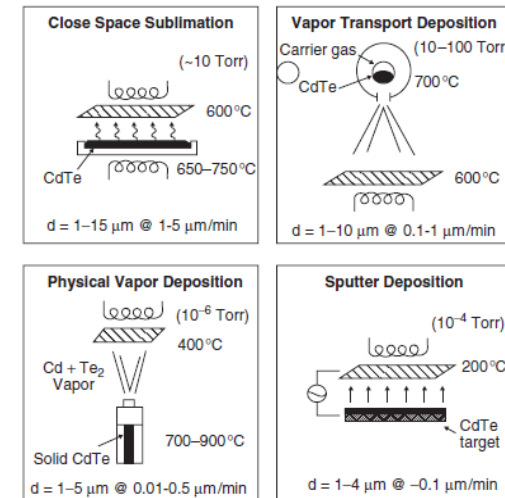 Close Space Sublimation
(~10 Torr)
600°C
CdTe
650–750°C
d = 1–15 μm @ 1-5 μm/min
Vapor Transport Deposition
Carrier gas
(10–100 Torr
CdTe
700°C
600°C
d = 1–10 μm @ 0.1-1 μm/min
Physical Vapor Deposition
(10⁻⁶ Torr)
400°C
Cd + Te₂
Vapor
700–900°C
Solid CdTe
d = 1–5 μm @ 0.01-0.5 μm/min
Sputter Deposition
(10⁻⁴ Torr)
200°C
CdTe
target
d = 1–4 μm @ ~0.1 μm/min